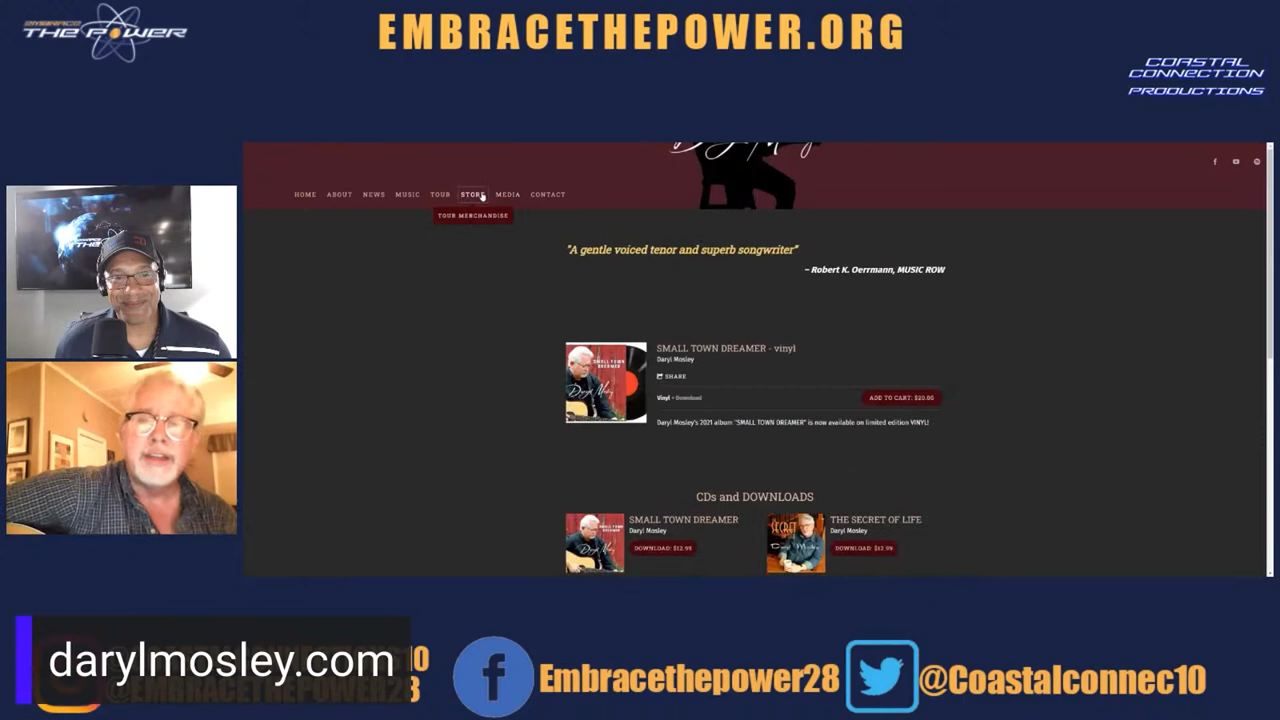 EMBRACE
THE POWER
EMBRACETHEPOWER.ORG
COASTAL
CONNECTION
PRODUCTIONS
HOME ABOUT NEWS MUSIC TOUR STORE MEDIA CONTACT
TOUR MERCHANDISE
"A gentle voiced tenor and superb songwriter"
– Robert K. Oerrmann, MUSIC ROW
SMALL TOWN DREAMER - vinyl
Daryl Mosley
SHARE
Vinyl + Download
ADD TO CART: $20.00
Daryl Mosley's 2021 album "SMALL TOWN DREAMER" is now available on limited edition VINYL!
CDs and DOWNLOADS
SMALL TOWN DREAMER
Daryl Mosley
DOWNLOAD: $12.99
THE SECRET OF LIFE
Daryl Mosley
DOWNLOAD: $12.99
darylmosley.com
Embracethepower28
@Coastalconnec10